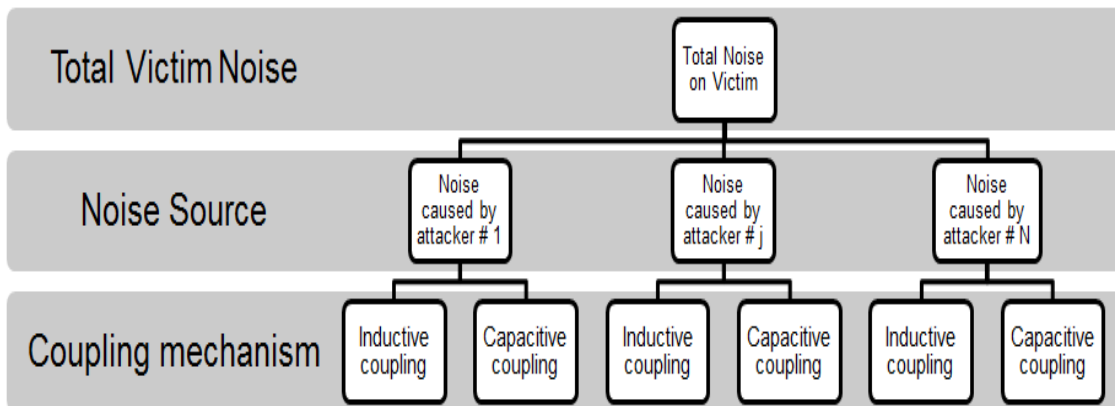 Total Victim Noise
Total Noise
on Victim
Noise Source
Noise
caused by
attacker # 1
Noise
caused by
attacker # j
Noise
caused by
attacker # N
Coupling mechanism
Inductive
coupling
Capacitive
coupling
Inductive
coupling
Capacitive
coupling
Inductive
coupling
Capacitive
coupling